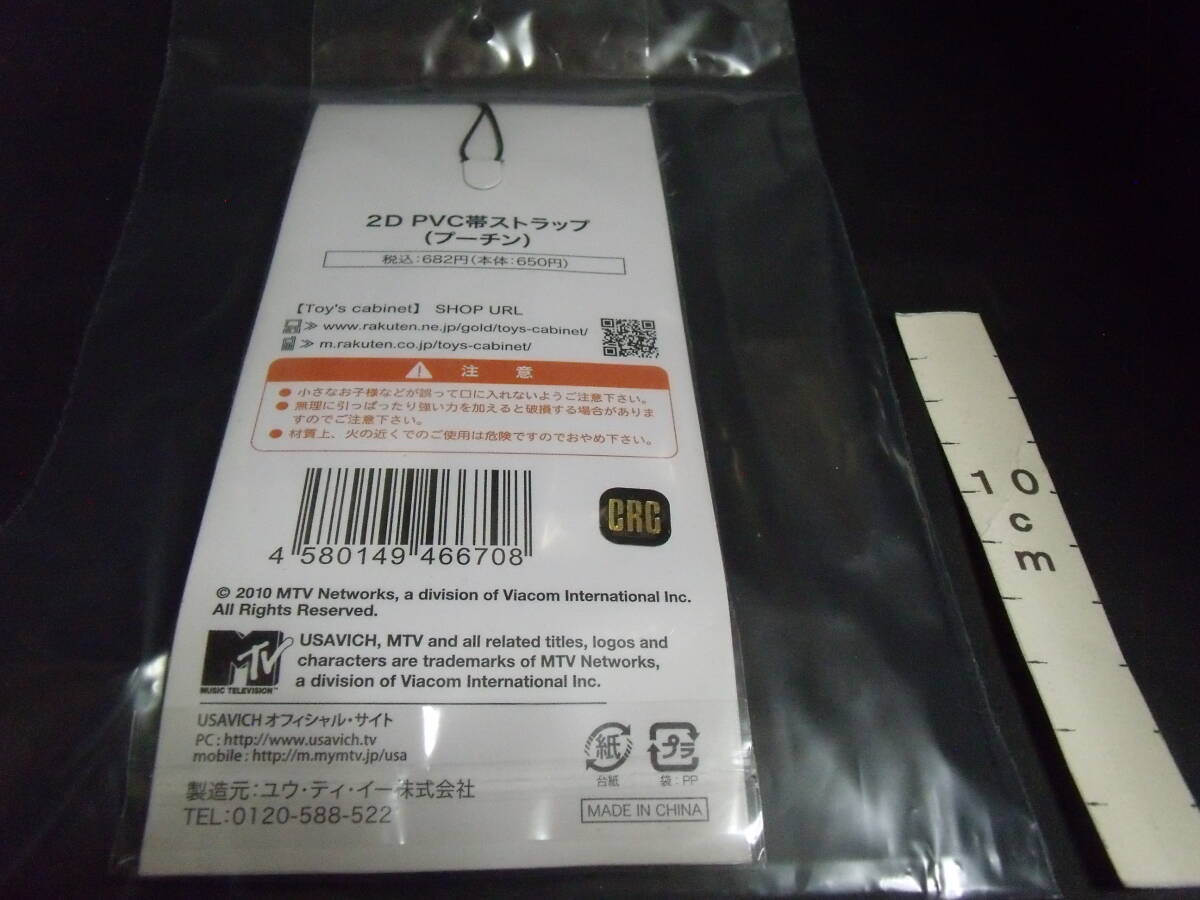 2D PVC帯ストラップ
(プーチン)
税込:682円(本体:650円)
【Toy's cabinet】 SHOP URL
≫ www.rakuten.ne.jp/gold/toys-cabinet/
≫ m.rakuten.co.jp/toys-cabinet/
注 意
● 小さなお子様などが誤って口に入れないようご注意下さい。
● 無理に引っぱったり強い力を加えると破損する場合がありま
すのでご注意下さい。
● 材質上、火の近くでのご使用は危険ですのでおやめ下さい。
CRC
4 580149 466708
© 2010 MTV Networks, a division of Viacom International Inc.
All Rights Reserved.
MTV
MUSIC TELEVISION™
USAVICH, MTV and all related titles, logos and
characters are trademarks of MTV Networks,
a division of Viacom International Inc.
USAVICH オフィシャル・サイト
PC : http://www.usavich.tv
mobile : http://m.mymtv.jp/usa
紙
台紙
プラ
袋:PP
製造元:ユウ・ティ・イー株式会社
TEL:0120-588-522
MADE IN CHINA
10
c
m